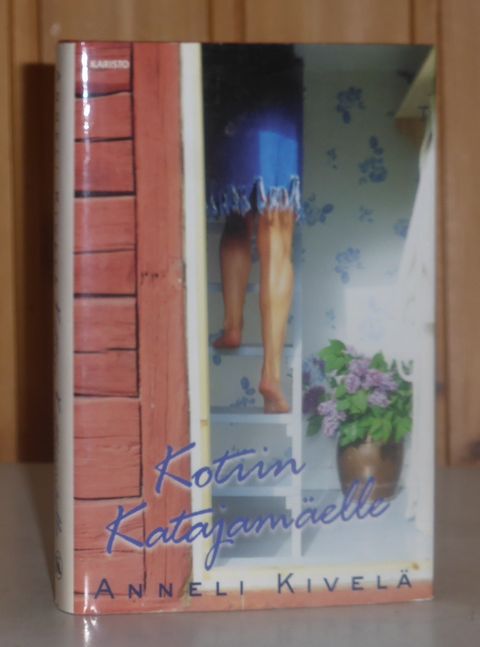 KARISTO
Kotiin
Katajamäelle
ANNELI KIVELÄ